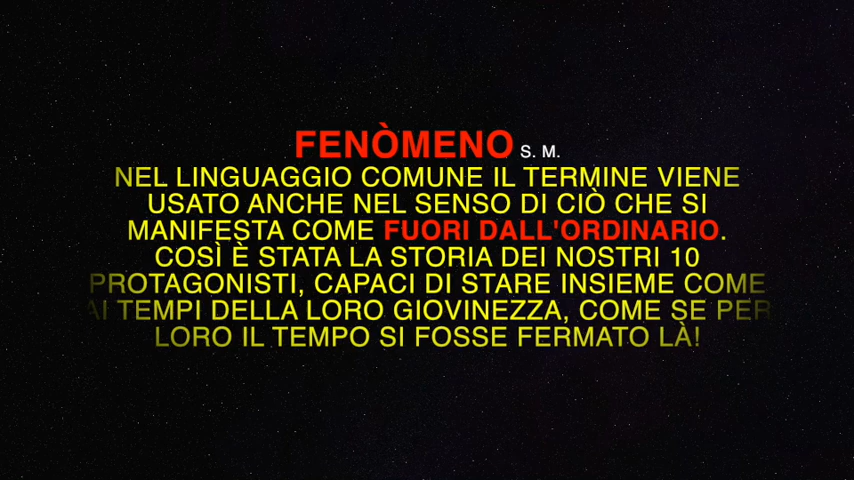 FENÒMENO S. M.
NEL LINGUAGGIO COMUNE IL TERMINE VIENE
USATO ANCHE NEL SENSO DI CIÒ CHE SI
MANIFESTA COME FUORI DALL'ORDINARIO.
COSÌ È STATA LA STORIA DEI NOSTRI 10
PROTAGONISTI, CAPACI DI STARE INSIEME COME
AI TEMPI DELLA LORO GIOVINEZZA, COME SE PER
LORO IL TEMPO SI FOSSE FERMATO LÀ!